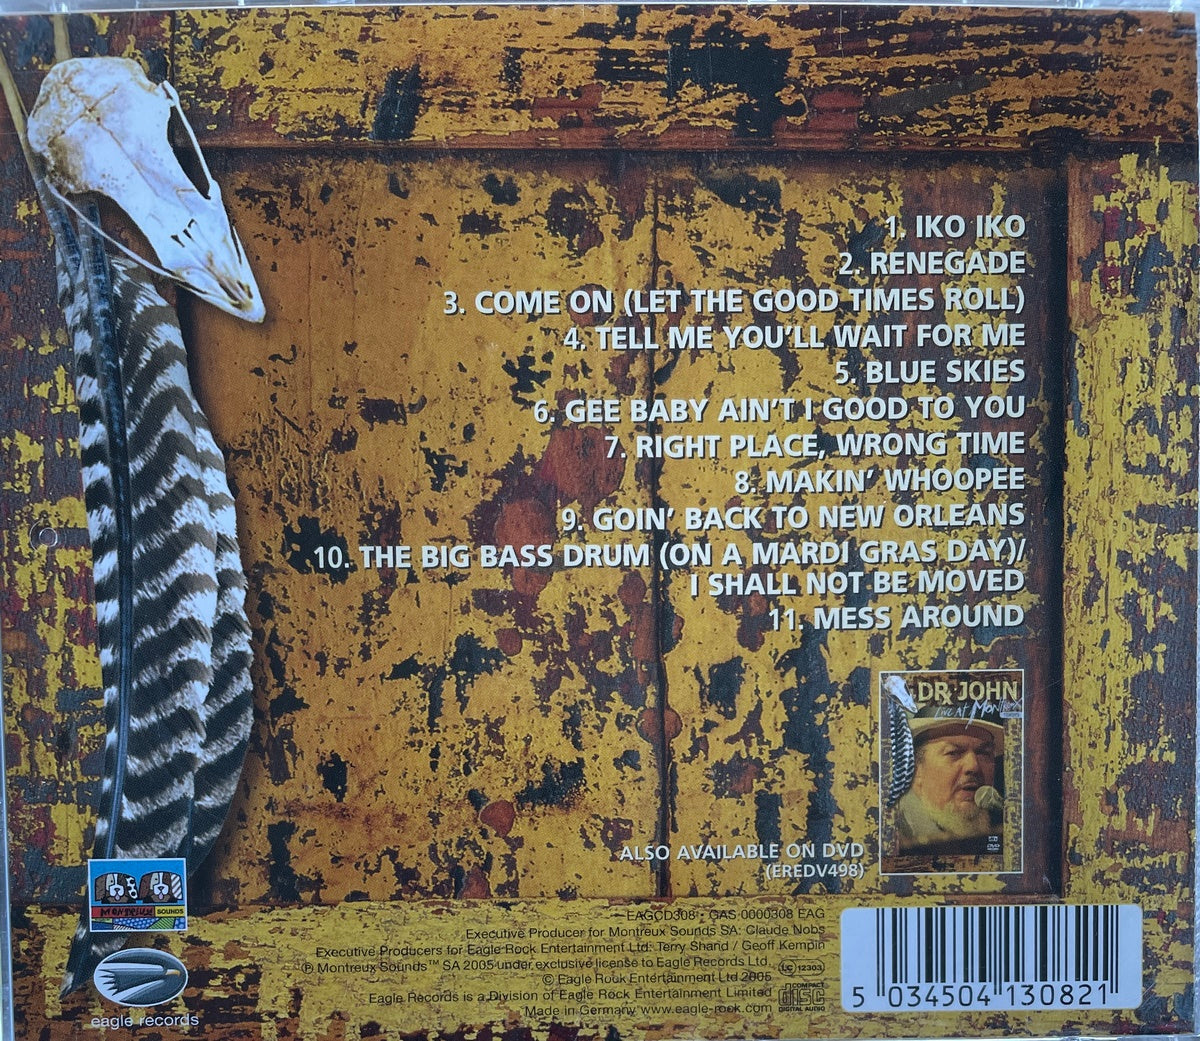 1. IKO IKO
2. RENEGADE
3. COME ON (LET THE GOOD TIMES ROLL)
4. TELL ME YOU'LL WAIT FOR ME
5. BLUE SKIES
6. GEE BABY AIN'T I GOOD TO YOU
7. RIGHT PLACE, WRONG TIME
8. MAKIN' WHOOPEE
9. GOIN' BACK TO NEW ORLEANS
10. THE BIG BASS DRUM (ON A MARDI GRAS DAY)/
I SHALL NOT BE MOVED
11. MESS AROUND
DR. JOHN
LIVE AT MONTREUX
DVD
ALSO AVAILABLE ON DVD
(EREDV498)
MONTREUX SOUNDS
eagle records
EAGCD308 - GAS 0000308 EAG
Executive Producer for Montreux Sounds SA: Claude Nobs
Executive Producers for Eagle Rock Entertainment Ltd: Terry Shand / Geoff Kempin
℗ Montreux Sounds™ SA 2005 under exclusive license to Eagle Records Ltd.
© Eagle Rock Entertainment Ltd 2005
Eagle Records is a Division of Eagle Rock Entertainment Limited
Made in Germany www.eagle-rock.com
LC 12303
COMPACT
disc
DIGITAL AUDIO
5 034504 130821